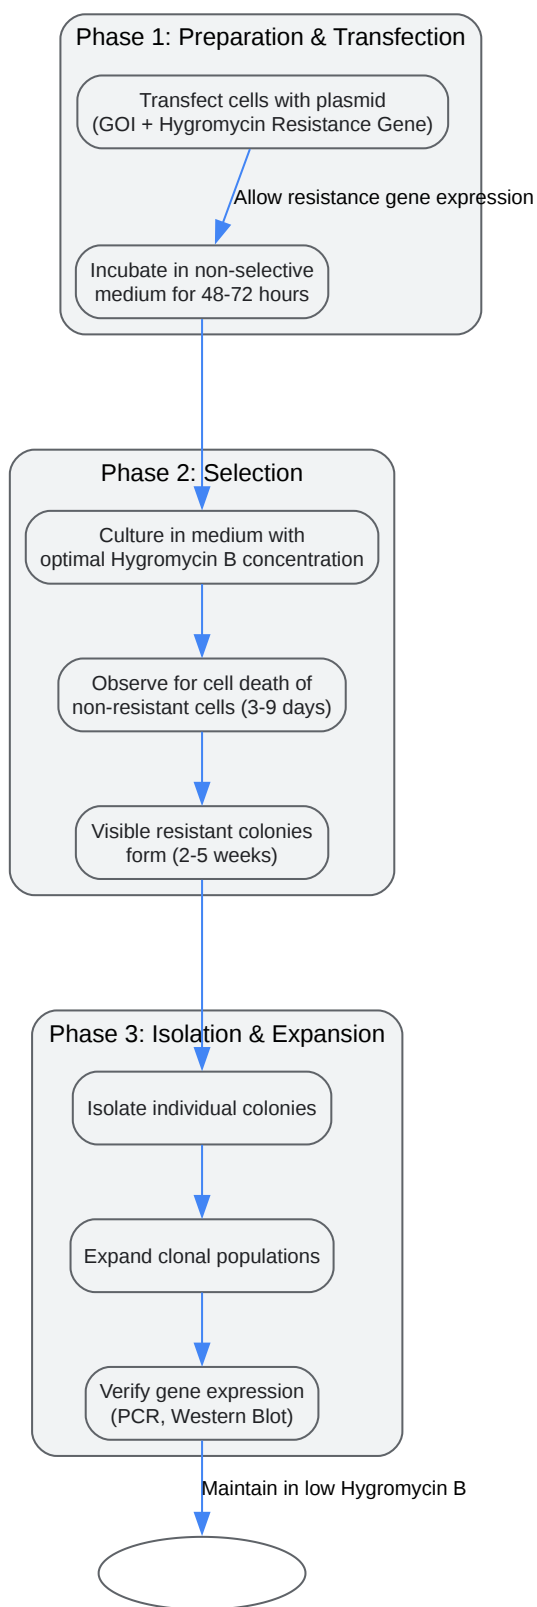 Phase 1: Preparation & Transfection
Transfect cells with plasmid
(GOI + Hygromycin Resistance Gene)
Allow resistance gene expression
Incubate in non-selective
medium for 48-72 hours
Phase 2: Selection
Culture in medium with
optimal Hygromycin B concentration
Observe for cell death of
non-resistant cells (3-9 days)
Visible resistant colonies
form (2-5 weeks)
Phase 3: Isolation & Expansion
Isolate individual colonies
Expand clonal populations
Verify gene expression
(PCR, Western Blot)
Maintain in low Hygromycin B